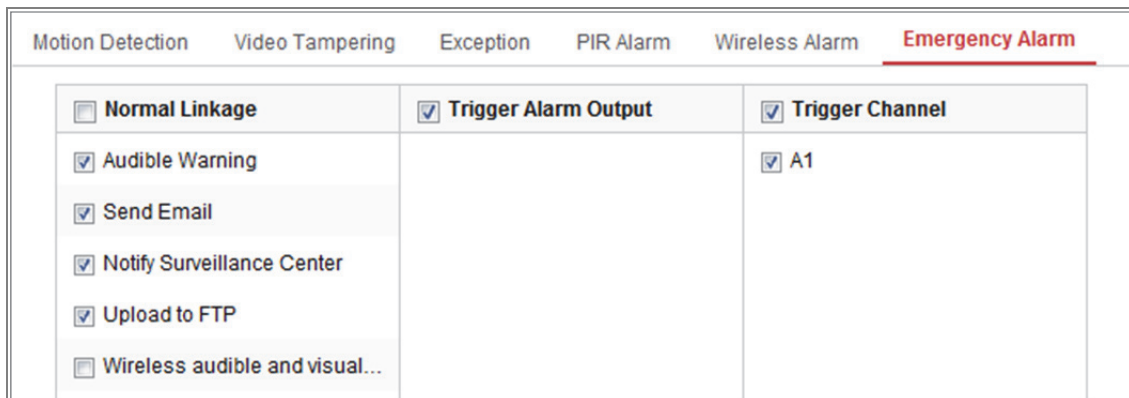 Motion Detection Video Tampering Exception PIR Alarm Wireless Alarm Emergency Alarm
Normal Linkage Trigger Alarm Output Trigger Channel
Audible Warning A1
Send Email
Notify Surveillance Center
Upload to FTP
Wireless audible and visual...